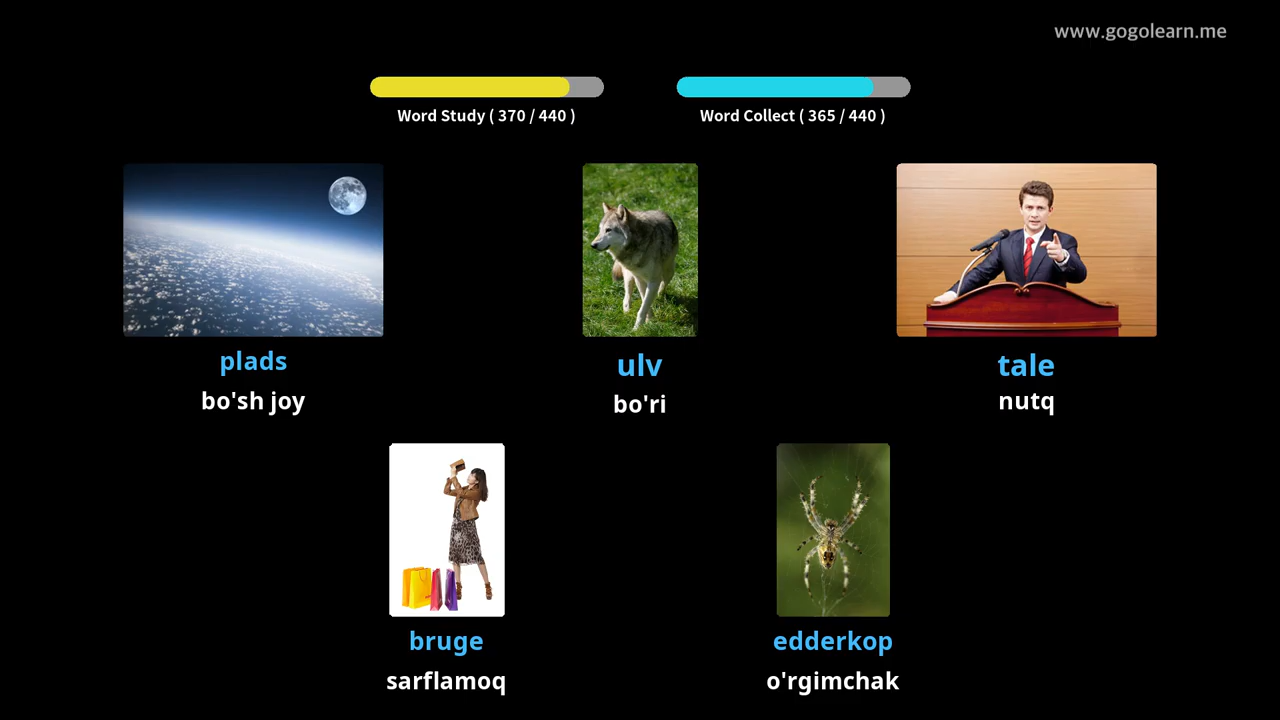 www.gogolearn.me
Word Study ( 370 / 440 )
Word Collect ( 365 / 440 )
plads
bo'sh joy
ulv
bo'ri
tale
nutq
bruge
sarflamoq
edderkop
o'rgimchak